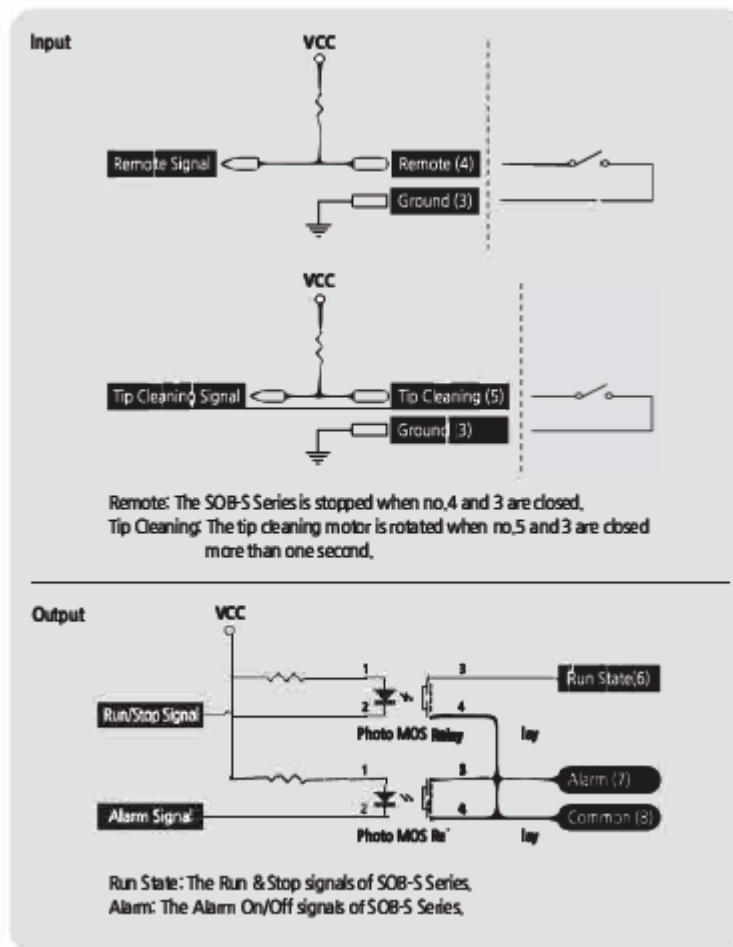 Input
VCC
Remote Signal
Remote (4)
Ground (3)
VCC
Tip Cleaning Signal
Tip Cleaning (5)
Ground (3)
Remote: The SOB-S Series is stopped when no.4 and 3 are closed.
Tip Cleaning: The tip cleaning motor is rotated when no.5 and 3 are closed
more than one second.
Output
VCC
1
3
Run State(6)
2
4
Run/Stop Signal
Photo MOS Relay
lay
1
3
Alarm (7)
2
4
Alarm Signal
Common (8)
Photo MOS Re
lay
Run State: The Run & Stop signals of SOB-S Series.
Alarm: The Alarm On/Off signals of SOB-S Series.